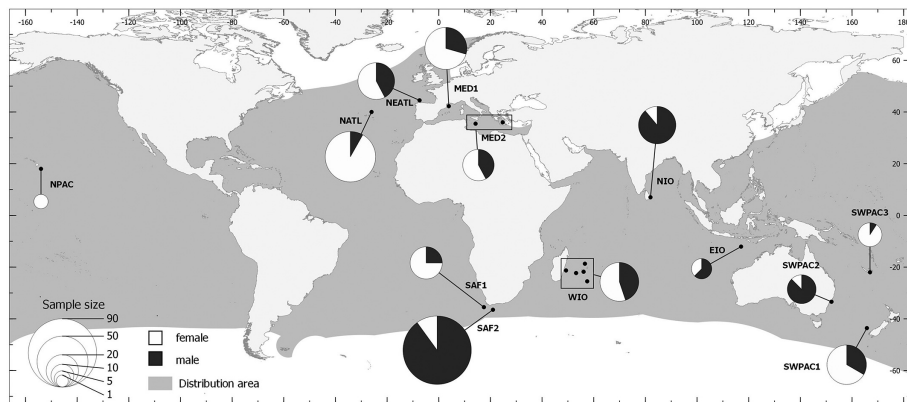 -160 -140 -120 -100 -80 -60 -40 -20 0 20 40 60 80 100 120 140 160 180
60
40
20
0
-20
-40
-60
MED1
NEATL
NATL
MED2
NPAC
NIO
SWPAC3
EIO
SWPAC2
SAF1
WIO
SAF2
SWPAC1
Sample size
90
50
20
10
5
1
female
male
Distribution area